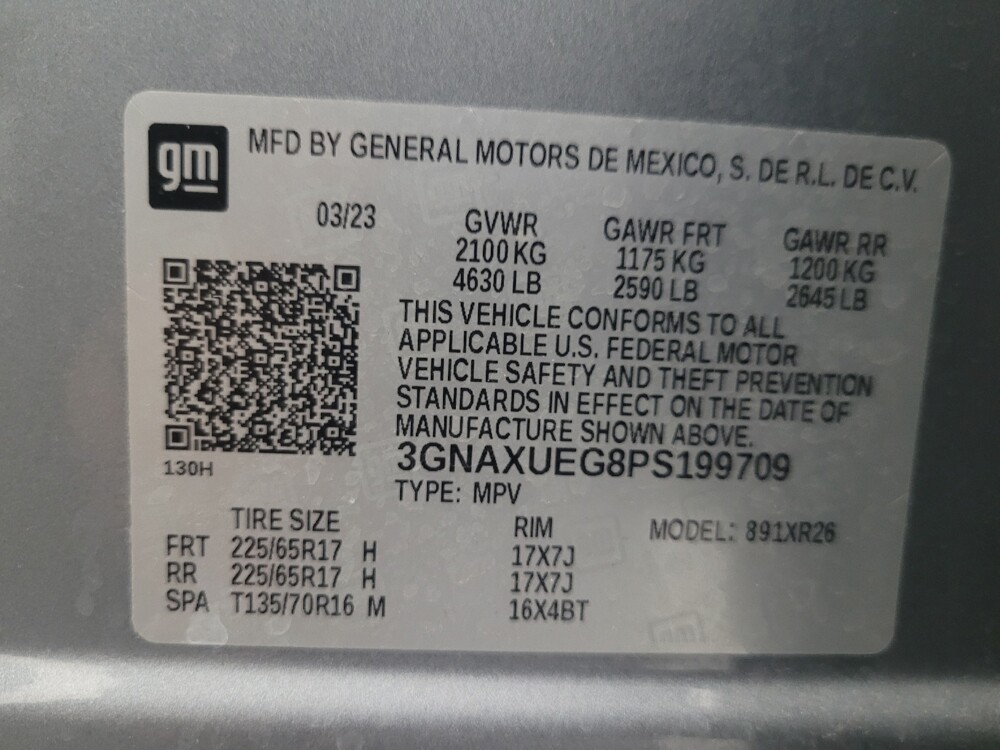 gm
MFD BY GENERAL MOTORS DE MEXICO, S. DE R.L. DE C.V.
03/23
GVWR GAWR FRT GAWR RR
2100 KG 1175 KG 1200 KG
4630 LB 2590 LB 2645 LB
THIS VEHICLE CONFORMS TO ALL
APPLICABLE U.S. FEDERAL MOTOR
VEHICLE SAFETY AND THEFT PREVENTION
STANDARDS IN EFFECT ON THE DATE OF
MANUFACTURE SHOWN ABOVE.
3GNAXUEG8PS199709
130H
TYPE: MPV
TIRE SIZE RIM MODEL: 891XR26
FRT 225/65R17 H 17X7J
RR 225/65R17 H 17X7J
SPA T135/70R16 M 16X4BT
gm